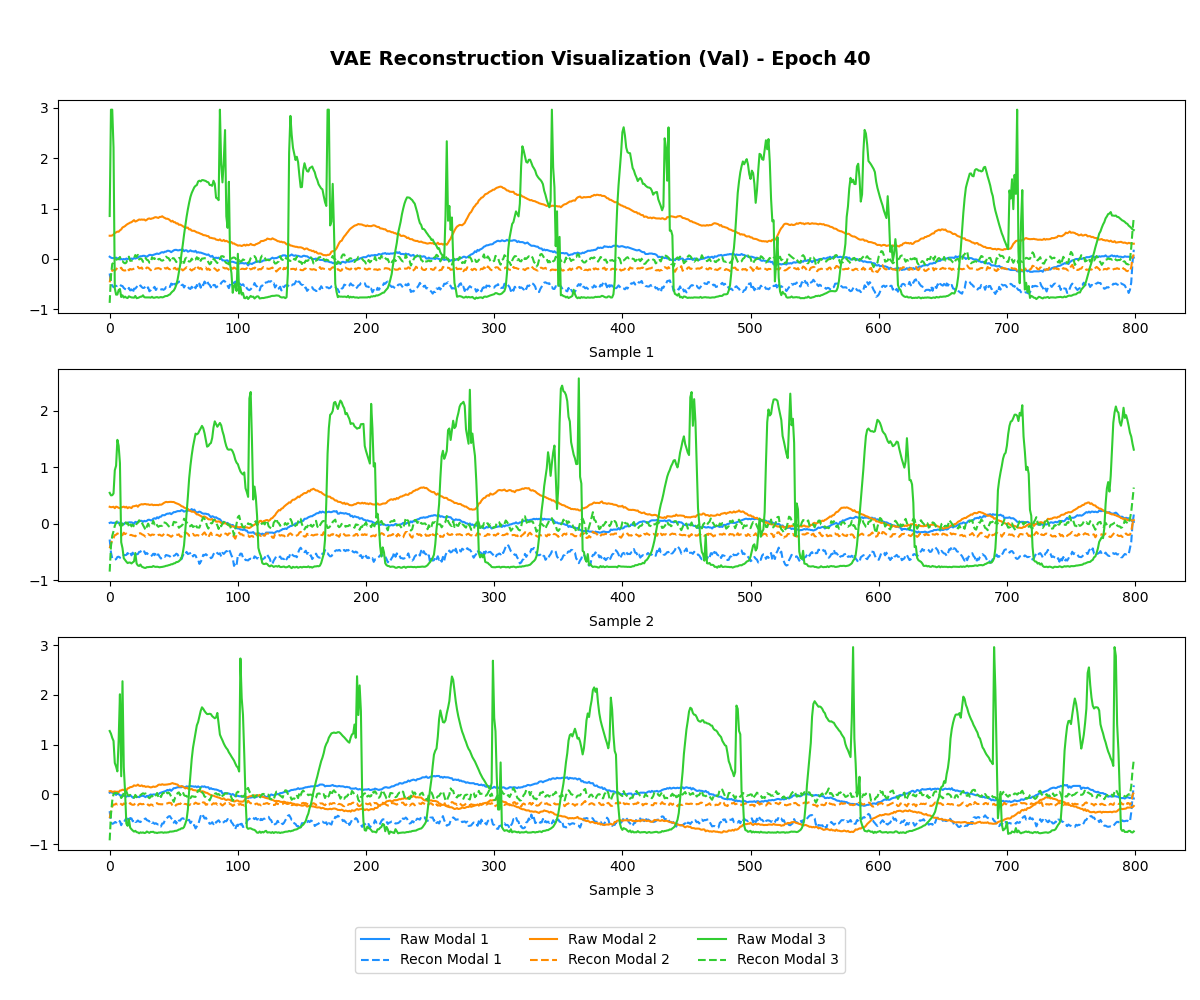 VAE Reconstruction Visualization (Val) - Epoch 40
3
2
1
0
−1
0 100 200 300 400 500 600 700 800
Sample 1
2
1
0
−1
0 100 200 300 400 500 600 700 800
Sample 2
3
2
1
0
−1
0 100 200 300 400 500 600 700 800
Sample 3
Raw Modal 1 Raw Modal 2 Raw Modal 3
Recon Modal 1 Recon Modal 2 Recon Modal 3